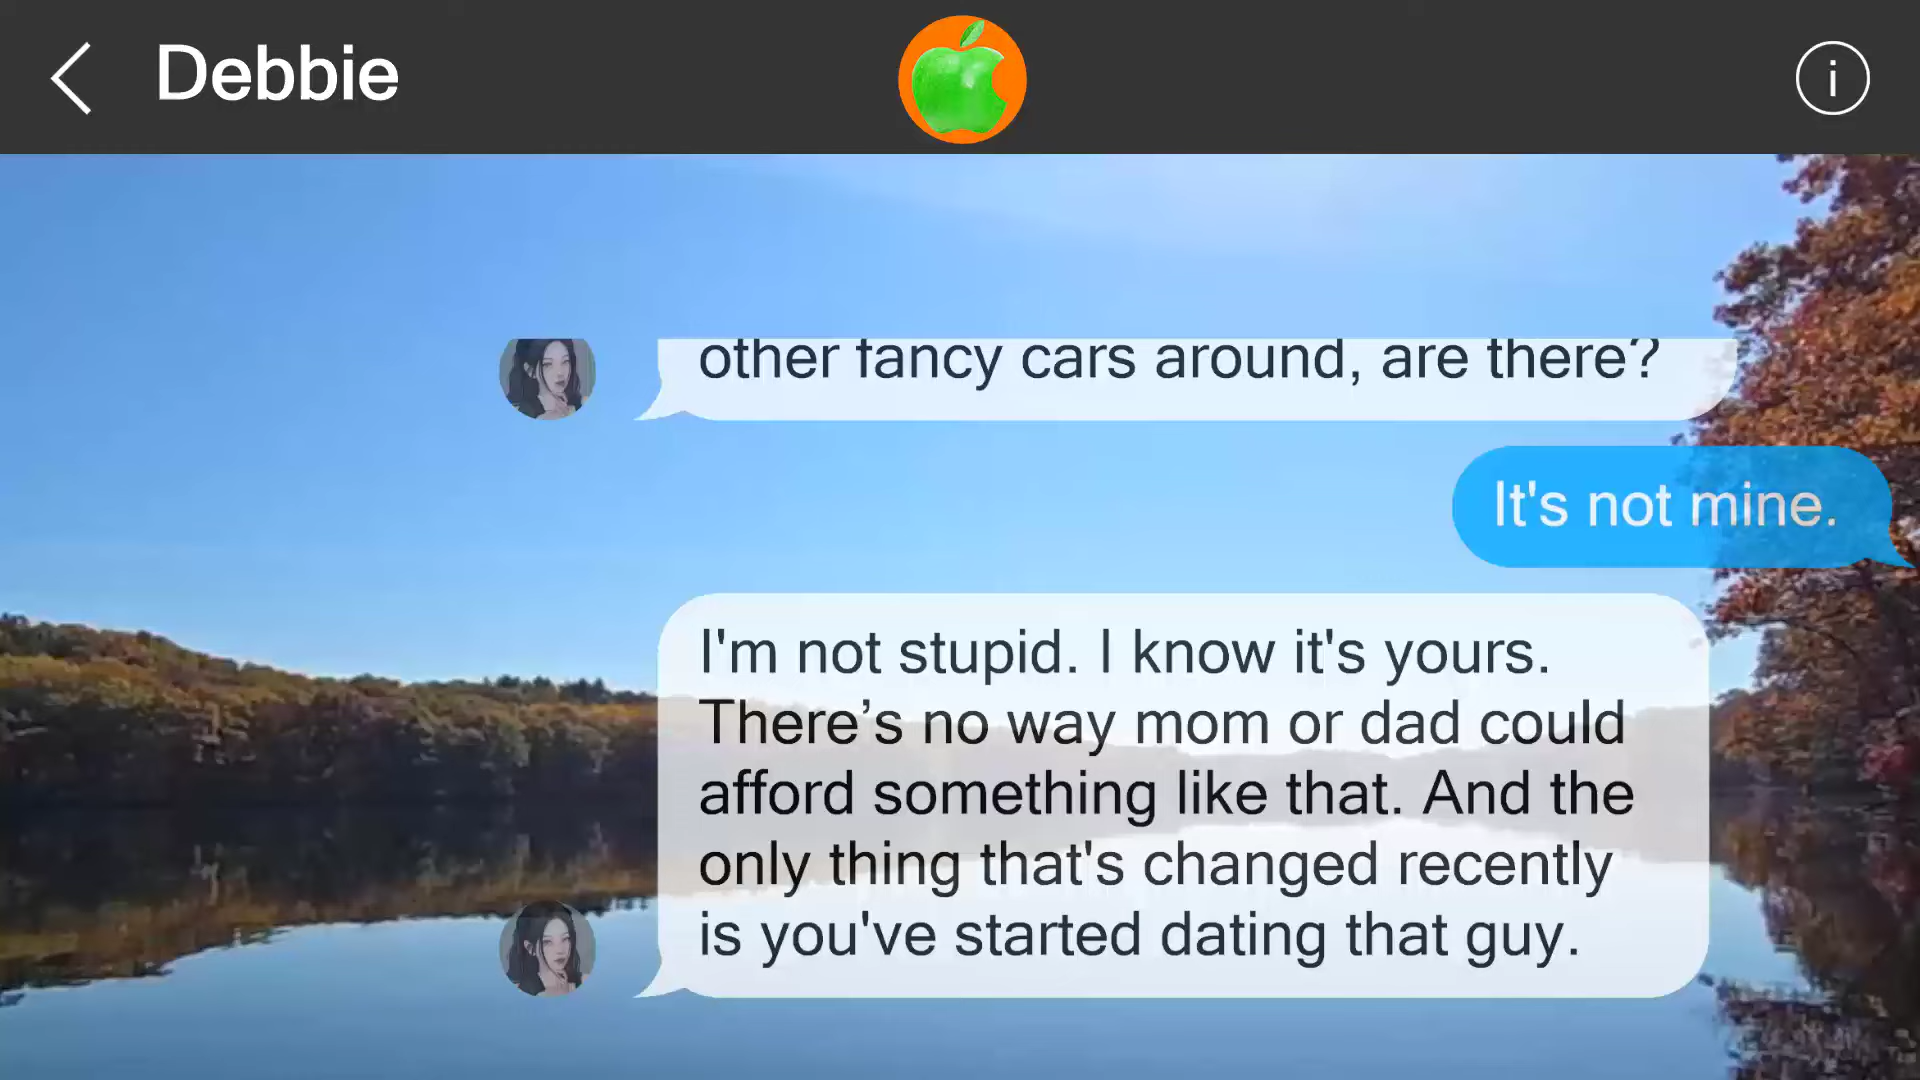 Debbie
i
other fancy cars around, are there?
It's not mine.
I'm not stupid. I know it's yours.
There’s no way mom or dad could
afford something like that. And the
only thing that's changed recently
is you've started dating that guy.